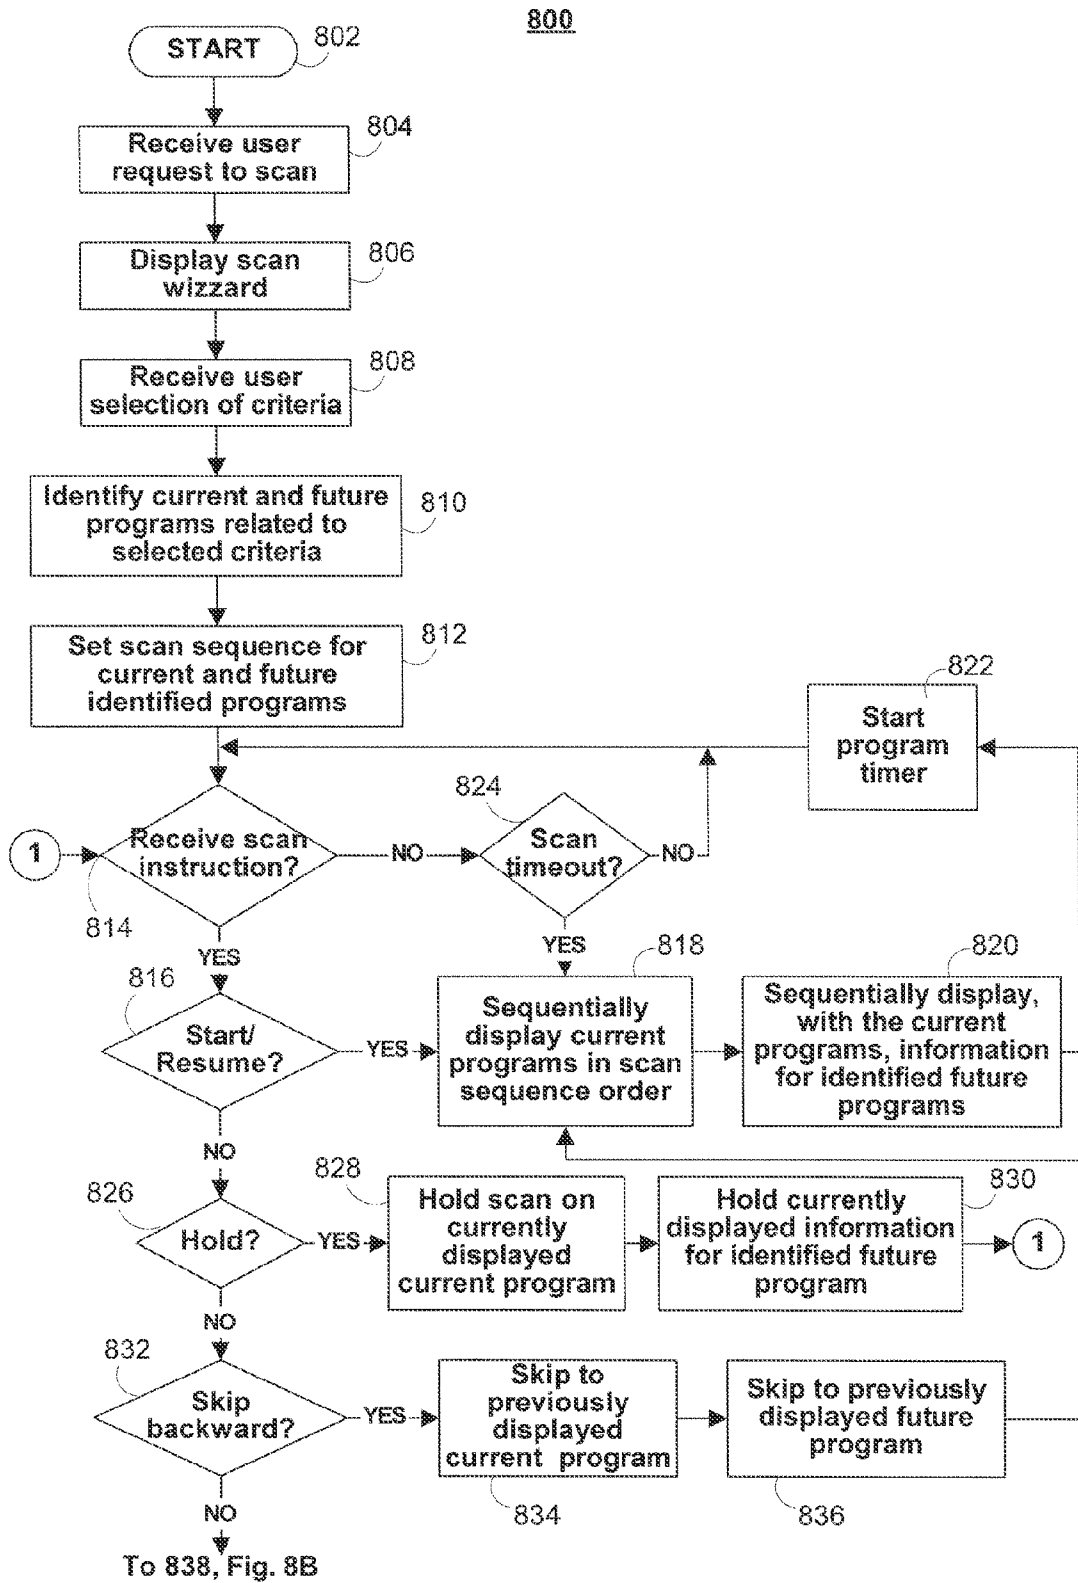 800
START
802
Receive user
request to scan
804
Display scan
wizzard
806
Receive user
selection of criteria
808
Identify current and future
programs related to
selected criteria
810
Set scan sequence for
current and future
identified programs
812
822
Start
program
timer
824
1
Receive scan
instruction?
NO
Scan
timeout?
NO
814
YES
YES
816
818
820
Start/
Resume?
YES
Sequentially
display current
programs in scan
sequence order
Sequentially display,
with the current
programs, information
for identified future
programs
NO
826
828
830
Hold?
YES
Hold scan on
currently
displayed
current program
Hold currently
displayed information
for identified future
program
1
NO
832
Skip
backward?
YES
Skip to
previously
displayed
current program
Skip to previously
displayed future
program
834
836
NO
To 838, Fig. 8B